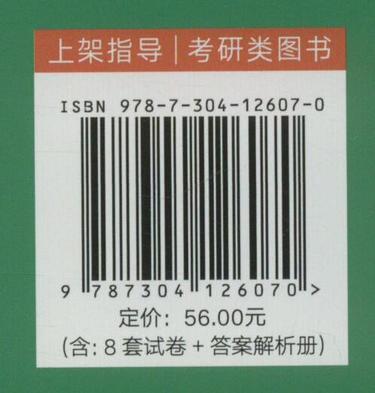 上架指导|考研类图书
ISBN 978-7-304-12607-0
9 787304 126070 >
定价：56.00元
(含: 8 套试卷 + 答案解析册)